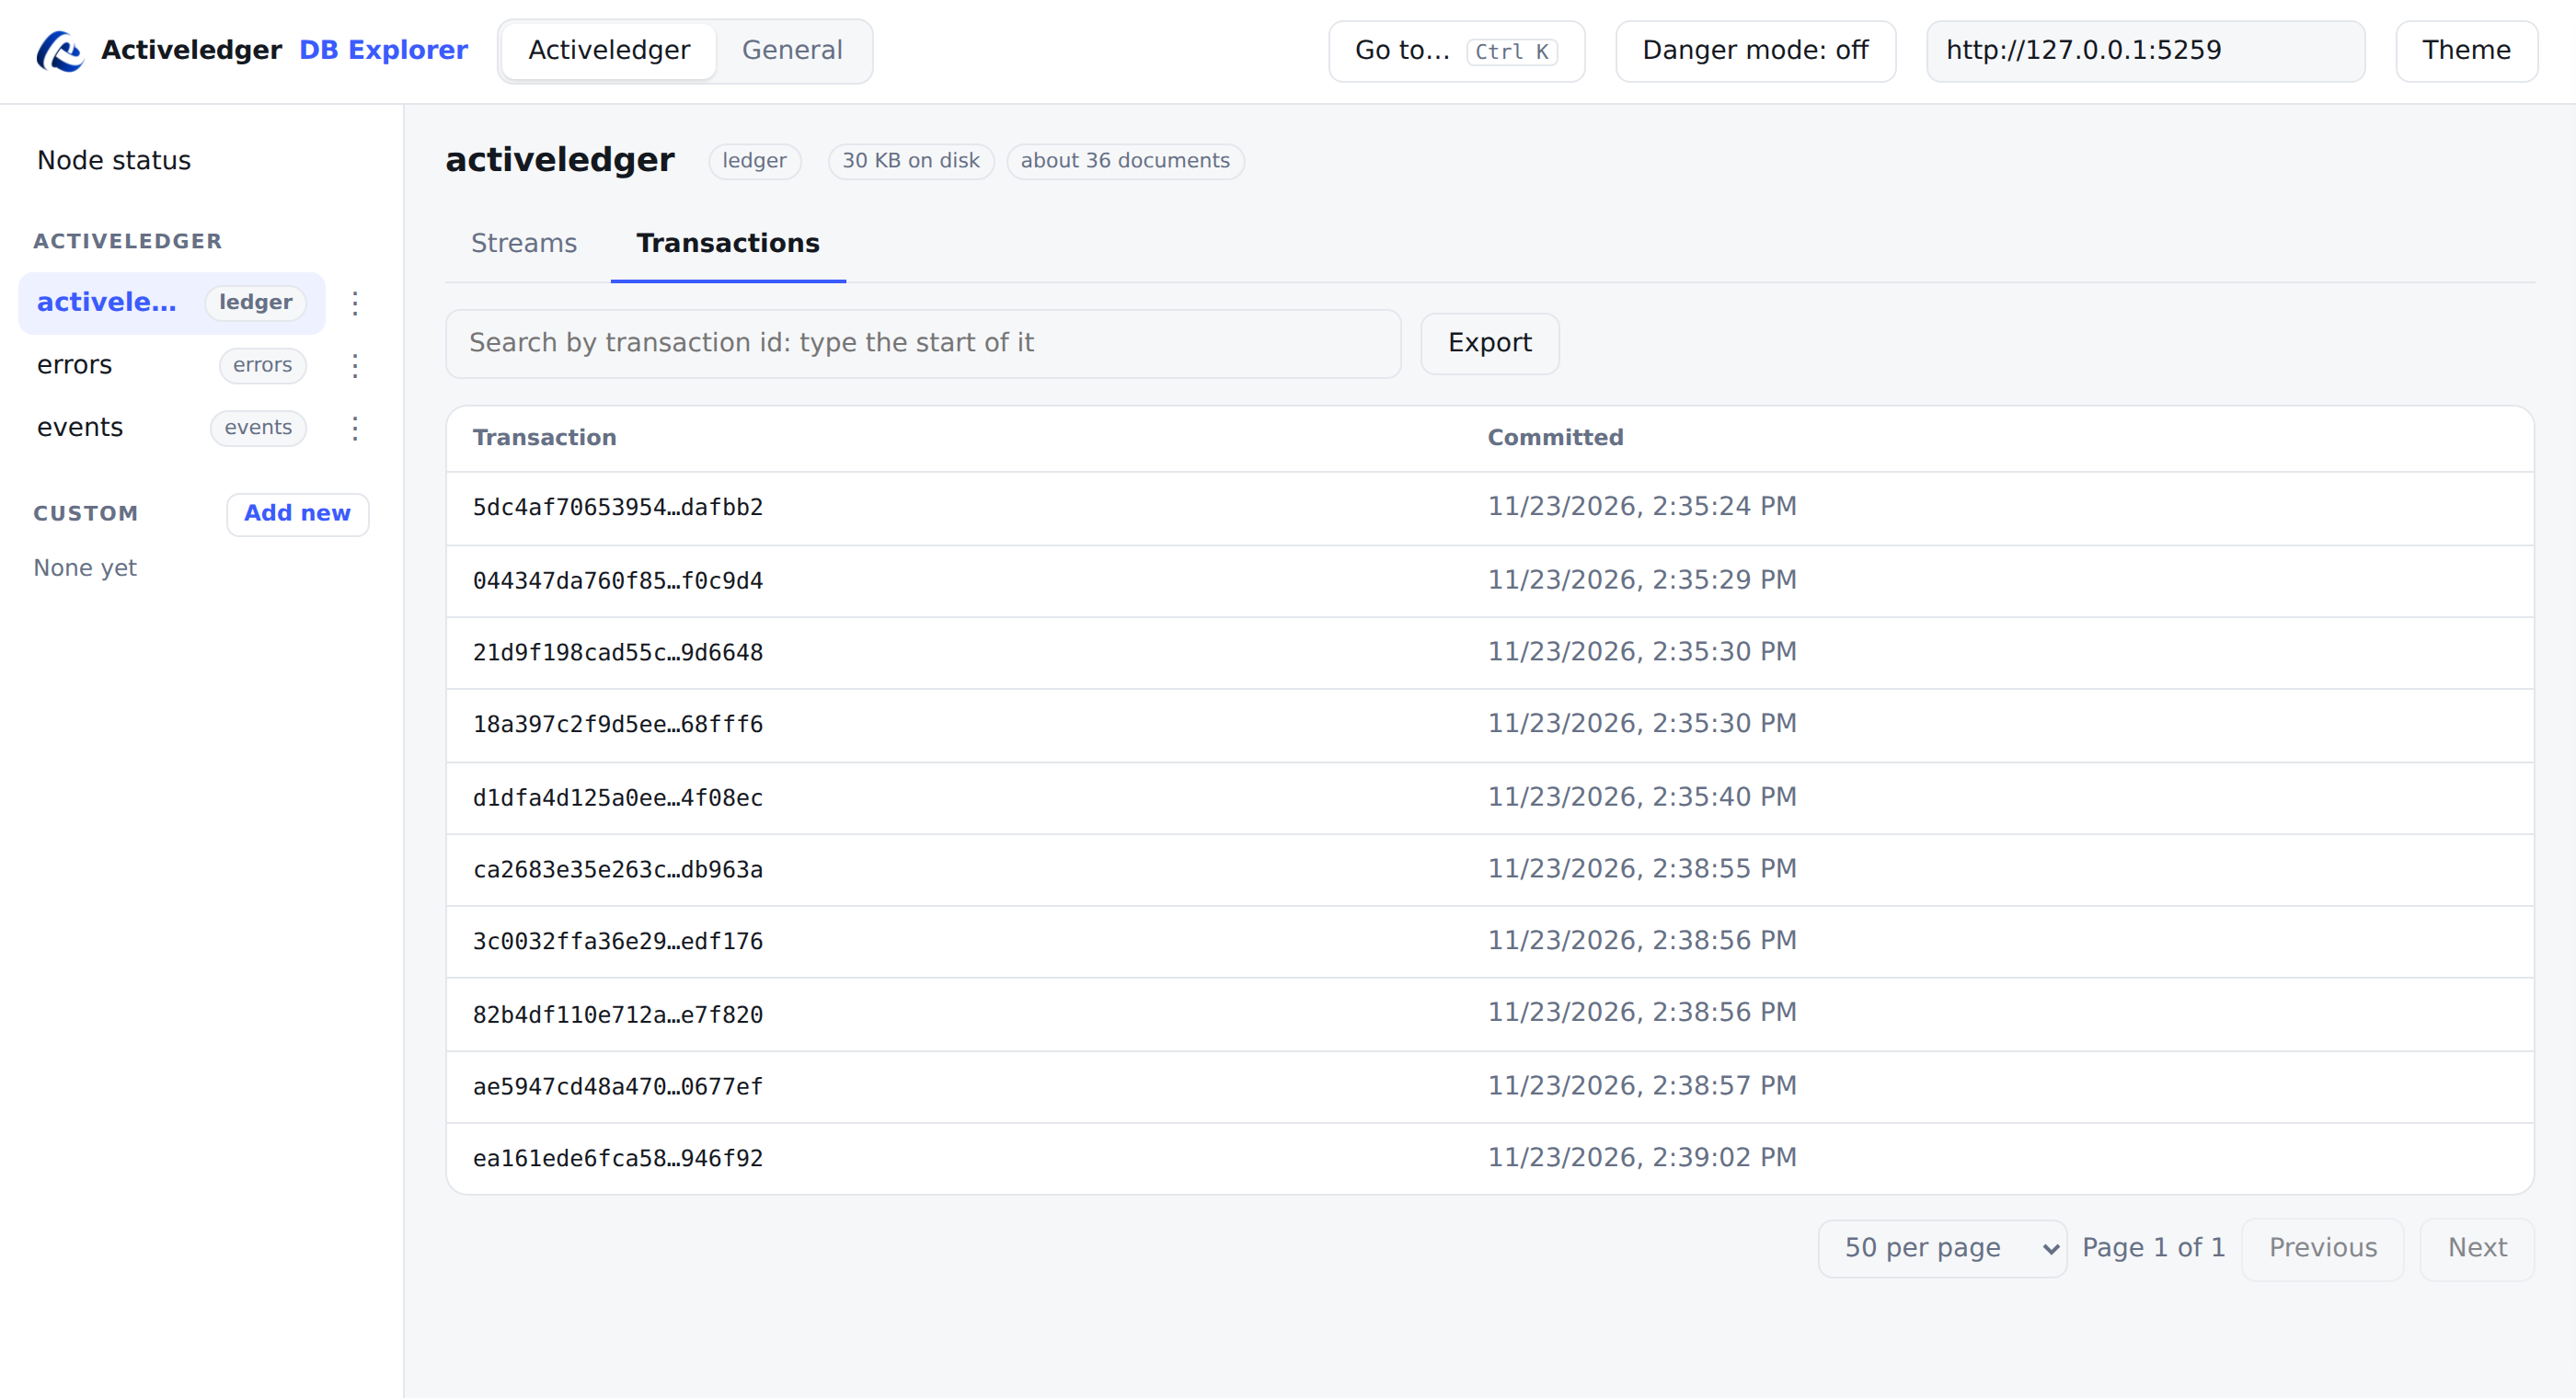 Activeledger DB Explorer Activeledger General Go to... Ctrl K Danger mode: off http://127.0.0.1:5259 Theme
Node status
ACTIVELEDGER
activele... ledger
errors errors
events events
CUSTOM Add new
None yet
activeledger ledger 30 KB on disk about 36 documents
Streams Transactions
Search by transaction id: type the start of it Export
Transaction Committed
5dc4af70653954…dafbb2 11/23/2026, 2:35:24 PM
044347da760f85…f0c9d4 11/23/2026, 2:35:29 PM
21d9f198cad55c…9d6648 11/23/2026, 2:35:30 PM
18a397c2f9d5ee…68fff6 11/23/2026, 2:35:30 PM
d1dfa4d125a0ee…4f08ec 11/23/2026, 2:35:40 PM
ca2683e35e263c…db963a 11/23/2026, 2:38:55 PM
3c0032ffa36e29…edf176 11/23/2026, 2:38:56 PM
82b4df110e712a…e7f820 11/23/2026, 2:38:56 PM
ae5947cd48a470…0677ef 11/23/2026, 2:38:57 PM
ea161ede6fca58…946f92 11/23/2026, 2:39:02 PM
50 per page Page 1 of 1 Previous Next